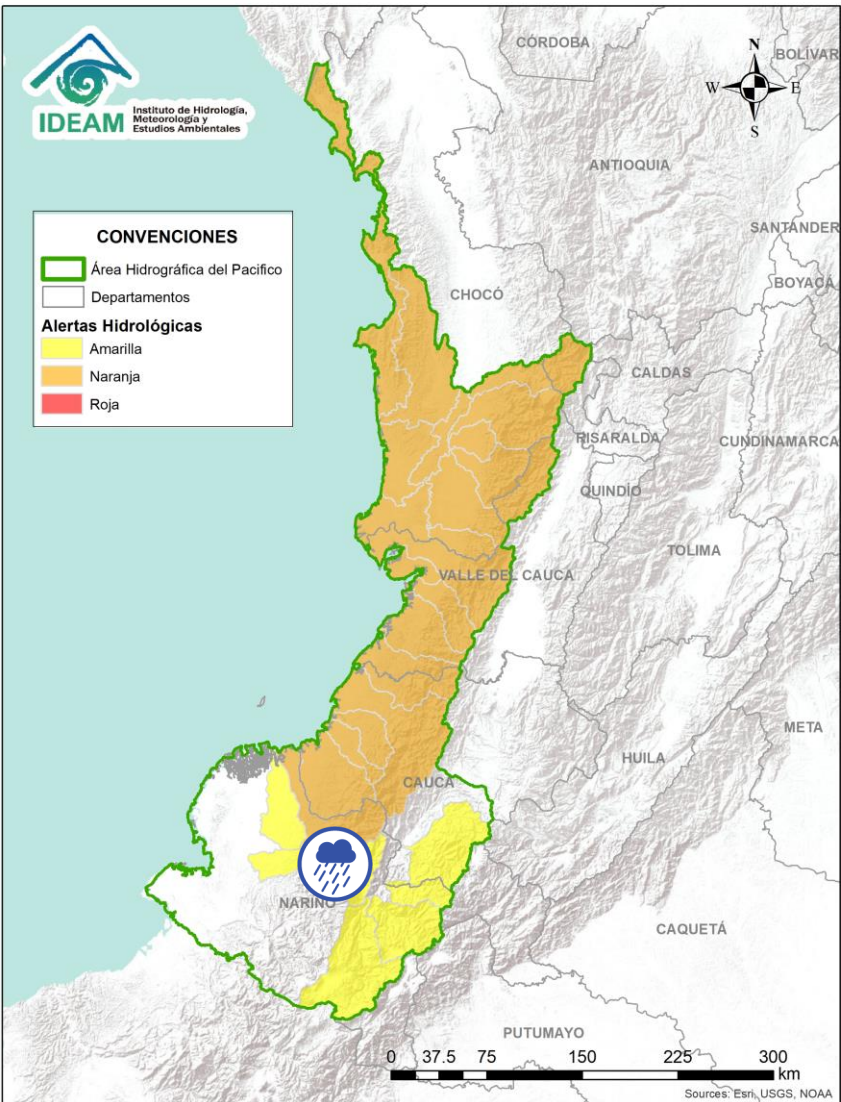 IDEAM
Instituto de Hidrología,
Meteorología y
Estudios Ambientales
N
W
E
S
CÓRDOBA
BOLÍVAR
ANTIOQUIA
SANTANDER
BOYACÁ
CHOCÓ
CALDAS
RISARALDA
CUNDINAMARCA
QUINDÍO
TOLIMA
VALLE DEL CAUCA
META
HUILA
CAUCA
NARIÑO
CAQUETÁ
PUTUMAYO
CONVENCIONES
Área Hidrográfica del Pacifico
Departamentos
Alertas Hidrológicas
Amarilla
Naranja
Roja
0 37.5 75 150 225 300
km
Sources: Esri, USGS, NOAA